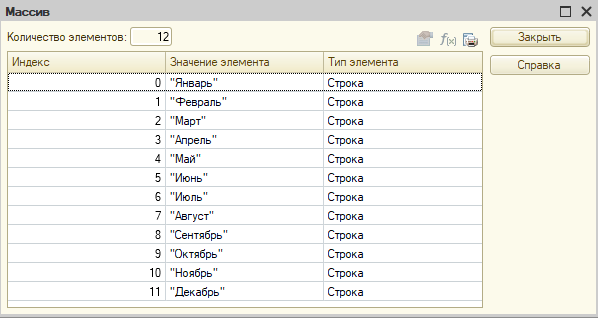 Массив
Количество элементов: 12
Закрыть
Справка
Индекс Значение элемента Тип элемента
0 "Январь" Строка
1 "Февраль" Строка
2 "Март" Строка
3 "Апрель" Строка
4 "Май" Строка
5 "Июнь" Строка
6 "Июль" Строка
7 "Август" Строка
8 "Сентябрь" Строка
9 "Октябрь" Строка
10 "Ноябрь" Строка
11 "Декабрь" Строка